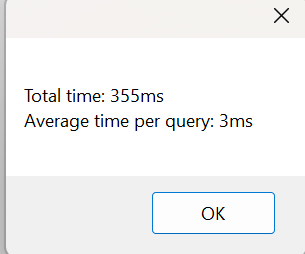 Total time: 355ms
Average time per query: 3ms
OK